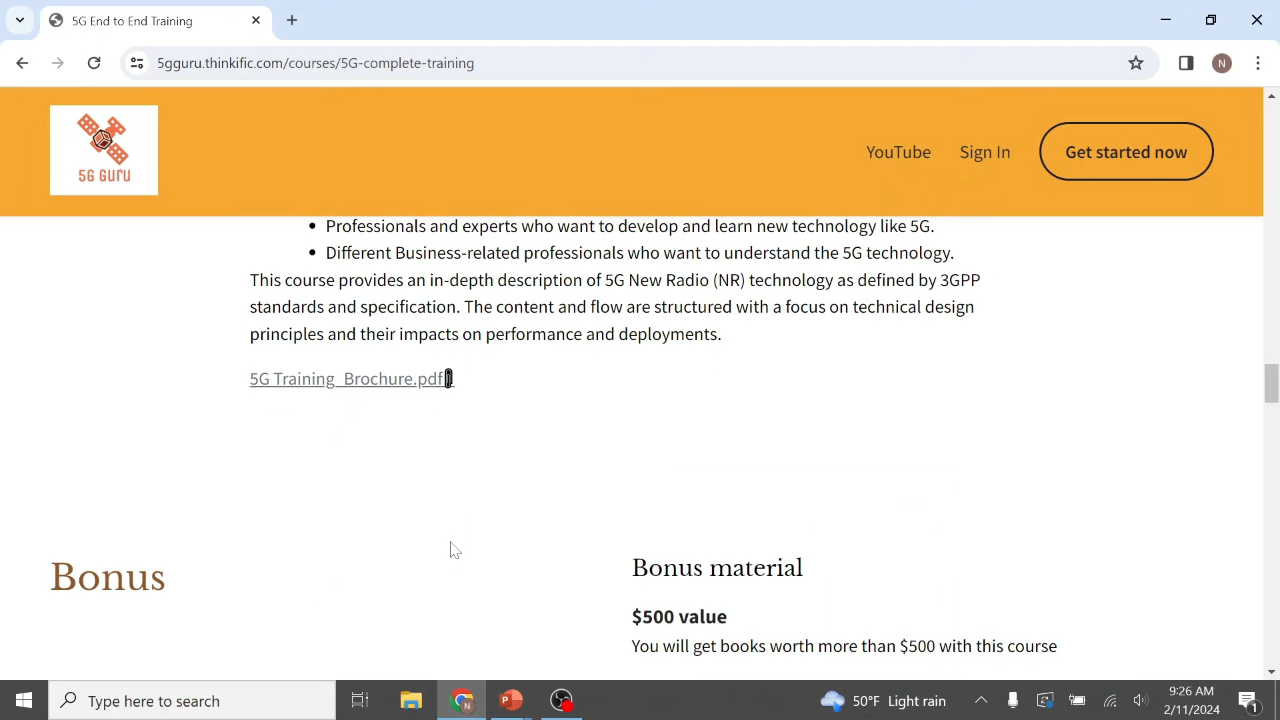 5G End to End Training
5gguru.thinkific.com/courses/5G-complete-training
N
5G GURU
YouTube
Sign In
Get started now
• Professionals and experts who want to develop and learn new technology like 5G.
• Different Business-related professionals who want to understand the 5G technology.
This course provides an in-depth description of 5G New Radio (NR) technology as defined by 3GPP
standards and specification. The content and flow are structured with a focus on technical design
principles and their impacts on performance and deployments.
5G Training_Brochure.pdf
Bonus
Bonus material
$500 value
You will get books worth more than $500 with this course
Type here to search
N
P
50°F Light rain
9:26 AM
2/11/2024
1